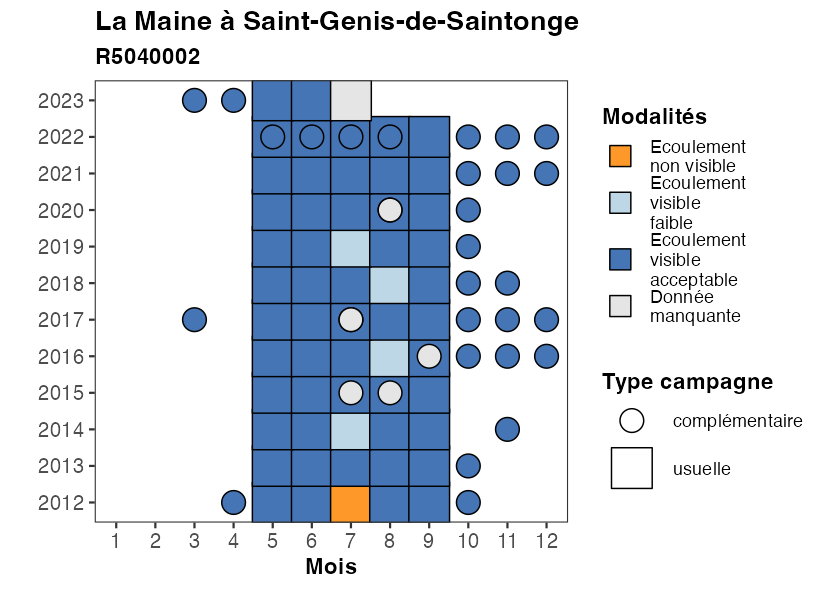 La Maine à Saint-Genis-de-Saintonge
R5040002
2023
2022
2021
2020
2019
2018
2017
2016
2015
2014
2013
2012
1 2 3 4 5 6 7 8 9 10 11 12
Mois
Modalités
Ecoulement
non visible
Ecoulement
visible
faible
Ecoulement
visible
acceptable
Donnée
manquante
Type campagne
complémentaire
usuelle